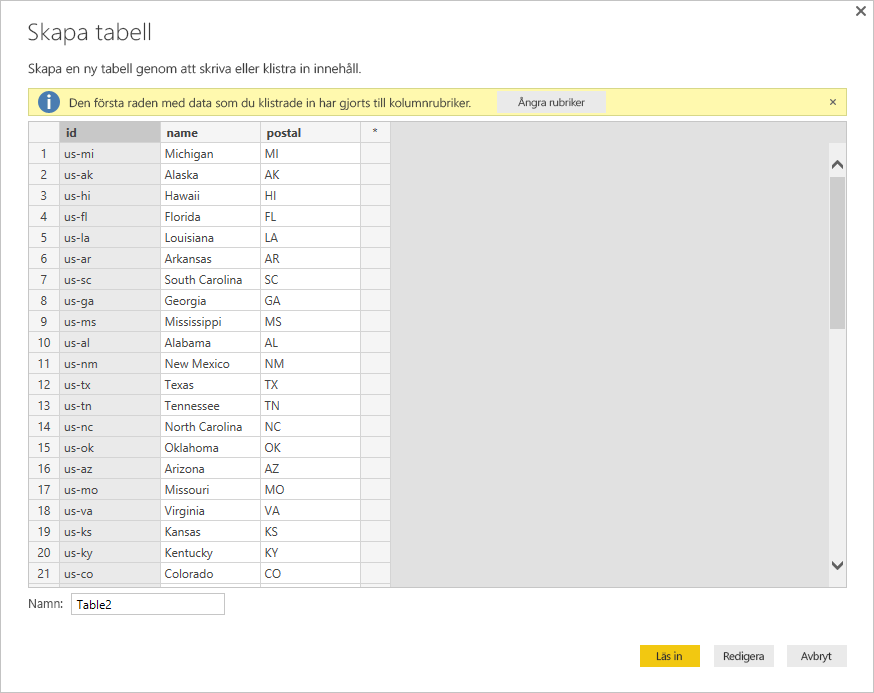 Skapa tabell
Skapa en ny tabell genom att skriva eller klistra in innehåll.
Den första raden med data som du klistrade in har gjorts till kolumnrubriker. Ångra rubriker
id name postal *
1 us-mi Michigan MI
2 us-ak Alaska AK
3 us-hi Hawaii HI
4 us-fl Florida FL
5 us-la Louisiana LA
6 us-ar Arkansas AR
7 us-sc South Carolina SC
8 us-ga Georgia GA
9 us-ms Mississippi MS
10 us-al Alabama AL
11 us-nm New Mexico NM
12 us-tx Texas TX
13 us-tn Tennessee TN
14 us-nc North Carolina NC
15 us-ok Oklahoma OK
16 us-az Arizona AZ
17 us-mo Missouri MO
18 us-va Virginia VA
19 us-ks Kansas KS
20 us-ky Kentucky KY
21 us-co Colorado CO
Namn: Table2
Läs in Redigera Avbryt